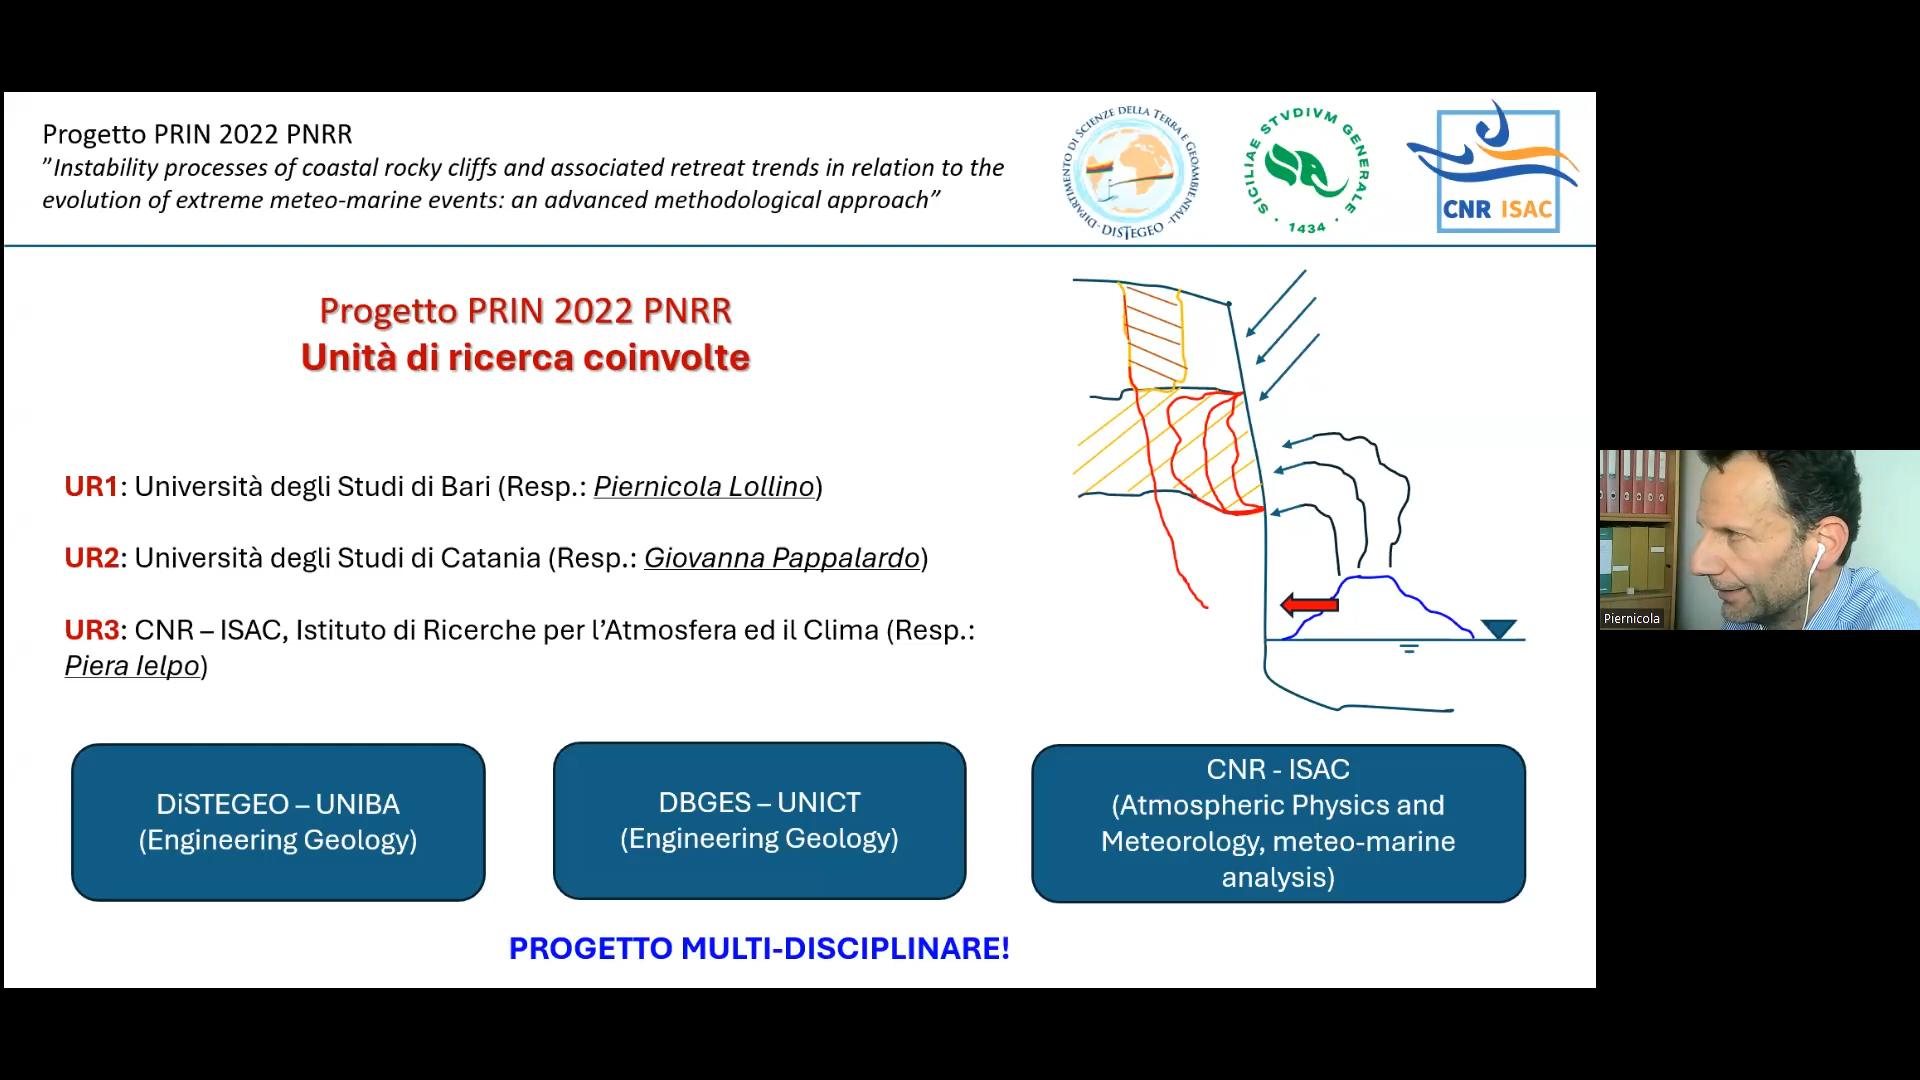 Progetto PRIN 2022 PNRR
”Instability processes of coastal rocky cliffs and associated retreat trends in relation to the
evolution of extreme meteo-marine events: an advanced methodological approach”
DIPARTIMENTO DI SCIENZE DELLA TERRA E GEOAMBIENTALI
DISTEGEO
SICILIAE STVDIVM GENERALE
1434
CNR ISAC
Progetto PRIN 2022 PNRR
Unità di ricerca coinvolte
UR1: Università degli Studi di Bari (Resp.: Piernicola Lollino)
UR2: Università degli Studi di Catania (Resp.: Giovanna Pappalardo)
UR3: CNR – ISAC, Istituto di Ricerche per l’Atmosfera ed il Clima (Resp.:
Piera Ielpo)
DiSTEGEO – UNIBA
(Engineering Geology)
DBGES – UNICT
(Engineering Geology)
CNR - ISAC
(Atmospheric Physics and
Meteorology, meteo-marine
analysis)
PROGETTO MULTI-DISCIPLINARE!
Piernicola